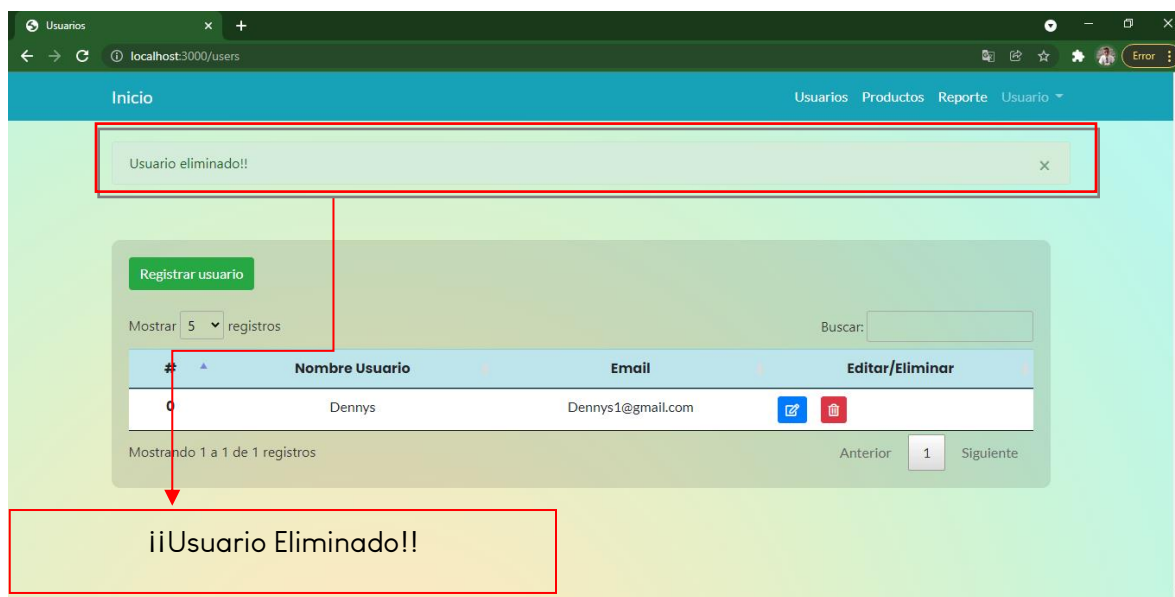 Usuarios
localhost:3000/users
Error
Inicio
Usuarios Productos Reporte Usuario
Usuario eliminado!!
Registrar usuario
Mostrar 5 registros
Buscar:
# Nombre Usuario Email Editar/Eliminar
0 Dennys Dennys1@gmail.com
Mostrando 1 a 1 de 1 registros
Anterior 1 Siguiente
¡¡Usuario Eliminado!!